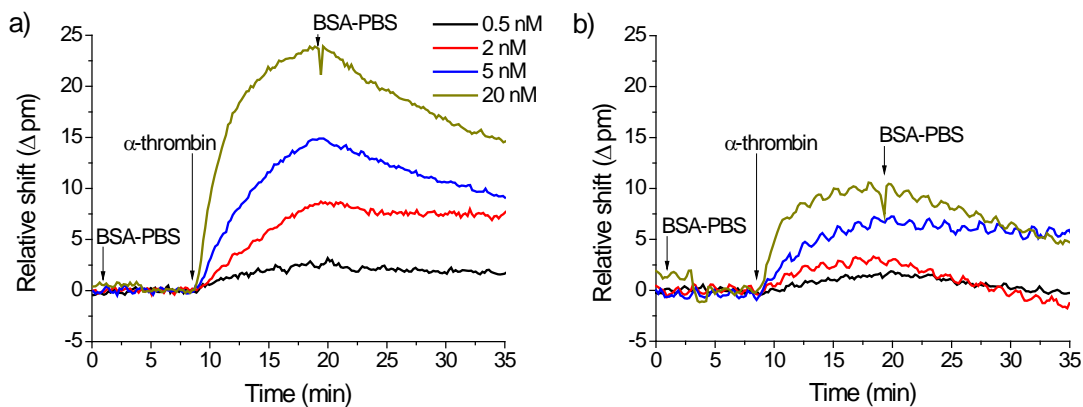 a)
BSA-PBS
0.5 nM
2 nM
5 nM
20 nM
α-thrombin
BSA-PBS
Relative shift (Δ pm)
25
20
15
10
5
0
-5
0 5 10 15 20 25 30 35
Time (min)
b)
α-thrombin
BSA-PBS
BSA-PBS
Relative shift (Δ pm)
25
20
15
10
5
0
-5
0 5 10 15 20 25 30 35
Time (min)